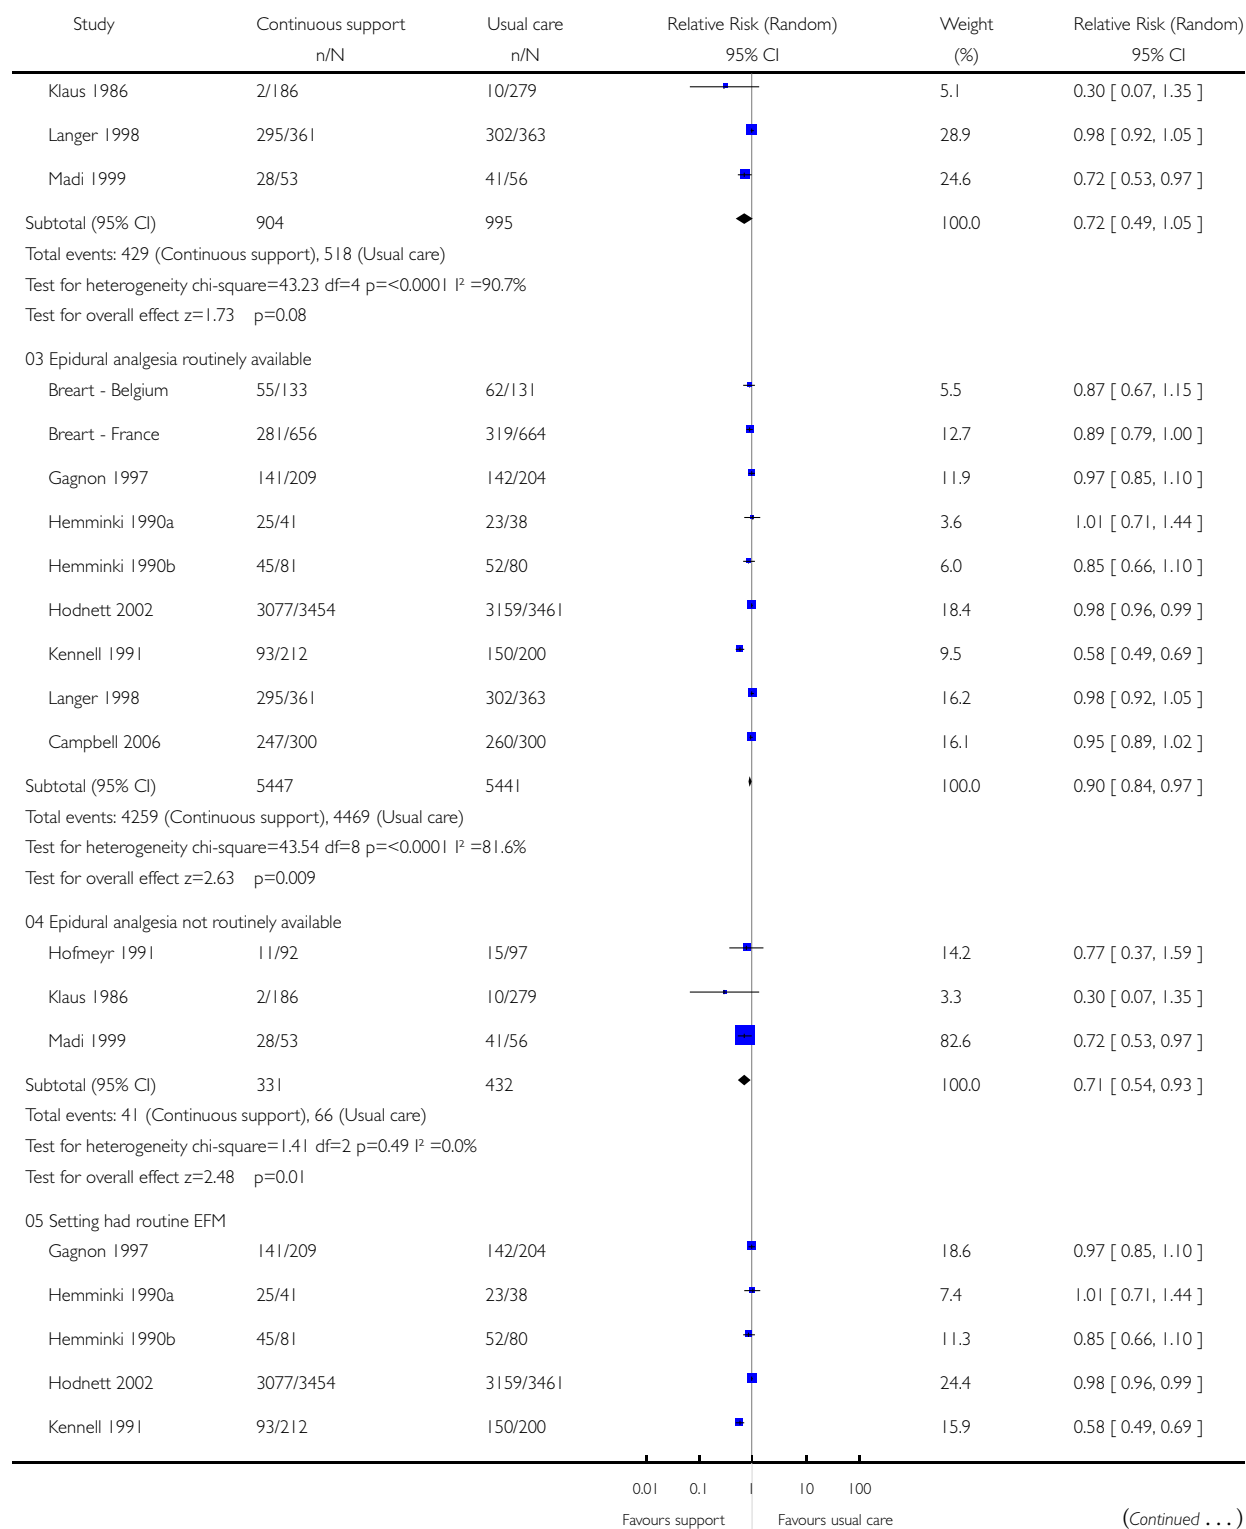 Study Continuous support Usual care Relative Risk (Random) Weight Relative Risk (Random)
n/N n/N 95% CI (%) 95% CI
Klaus 1986 2/186 10/279 5.1 0.30 [ 0.07, 1.35 ]
Langer 1998 295/361 302/363 28.9 0.98 [ 0.92, 1.05 ]
Madi 1999 28/53 41/56 24.6 0.72 [ 0.53, 0.97 ]
Subtotal (95% CI) 904 995 100.0 0.72 [ 0.49, 1.05 ]
Total events: 429 (Continuous support), 518 (Usual care)
Test for heterogeneity chi-square=43.23 df=4 p=<0.0001 I² =90.7%
Test for overall effect z=1.73 p=0.08
03 Epidural analgesia routinely available
Breart - Belgium 55/133 62/131 5.5 0.87 [ 0.67, 1.15 ]
Breart - France 281/656 319/664 12.7 0.89 [ 0.79, 1.00 ]
Gagnon 1997 141/209 142/204 11.9 0.97 [ 0.85, 1.10 ]
Hemminki 1990a 25/41 23/38 3.6 1.01 [ 0.71, 1.44 ]
Hemminki 1990b 45/81 52/80 6.0 0.85 [ 0.66, 1.10 ]
Hodnett 2002 3077/3454 3159/3461 18.4 0.98 [ 0.96, 0.99 ]
Kennell 1991 93/212 150/200 9.5 0.58 [ 0.49, 0.69 ]
Langer 1998 295/361 302/363 16.2 0.98 [ 0.92, 1.05 ]
Campbell 2006 247/300 260/300 16.1 0.95 [ 0.89, 1.02 ]
Subtotal (95% CI) 5447 5441 100.0 0.90 [ 0.84, 0.97 ]
Total events: 4259 (Continuous support), 4469 (Usual care)
Test for heterogeneity chi-square=43.54 df=8 p=<0.0001 I² =81.6%
Test for overall effect z=2.63 p=0.009
04 Epidural analgesia not routinely available
Hofmeyr 1991 11/92 15/97 14.2 0.77 [ 0.37, 1.59 ]
Klaus 1986 2/186 10/279 3.3 0.30 [ 0.07, 1.35 ]
Madi 1999 28/53 41/56 82.6 0.72 [ 0.53, 0.97 ]
Subtotal (95% CI) 331 432 100.0 0.71 [ 0.54, 0.93 ]
Total events: 41 (Continuous support), 66 (Usual care)
Test for heterogeneity chi-square=1.41 df=2 p=0.49 I² =0.0%
Test for overall effect z=2.48 p=0.01
05 Setting had routine EFM
Gagnon 1997 141/209 142/204 18.6 0.97 [ 0.85, 1.10 ]
Hemminki 1990a 25/41 23/38 7.4 1.01 [ 0.71, 1.44 ]
Hemminki 1990b 45/81 52/80 11.3 0.85 [ 0.66, 1.10 ]
Hodnett 2002 3077/3454 3159/3461 24.4 0.98 [ 0.96, 0.99 ]
Kennell 1991 93/212 150/200 15.9 0.58 [ 0.49, 0.69 ]
0.01 0.1 1 10 100
Favours support Favours usual care (Continued . . . )